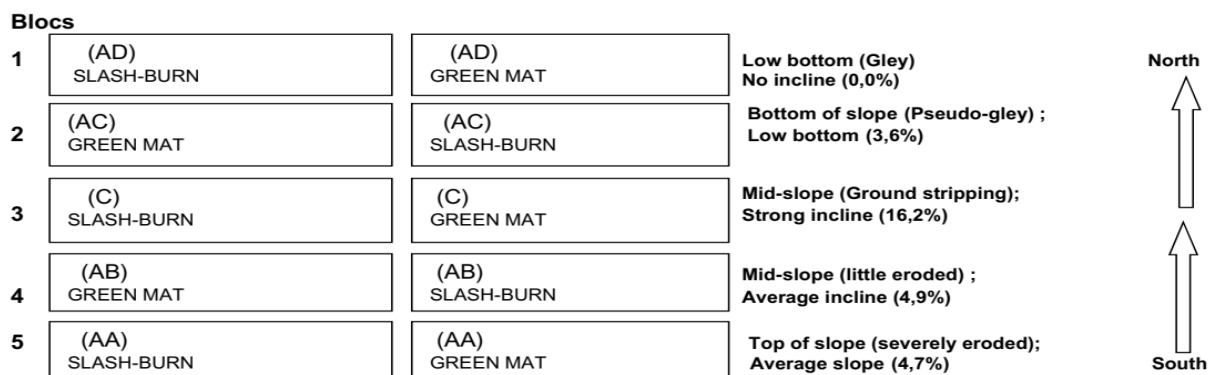 Blocs
1
(AD)
SLASH-BURN
(AD)
GREEN MAT
Low bottom (Gley)
No incline (0,0%)
North
2
(AC)
GREEN MAT
(AC)
SLASH-BURN
Bottom of slope (Pseudo-gley) ;
Low bottom (3,6%)
3
(C)
SLASH-BURN
(C)
GREEN MAT
Mid-slope (Ground stripping);
Strong incline (16,2%)
4
(AB)
GREEN MAT
(AB)
SLASH-BURN
Mid-slope (little eroded) ;
Average incline (4,9%)
5
(AA)
SLASH-BURN
(AA)
GREEN MAT
Top of slope (severely eroded);
Average slope (4,7%)
South